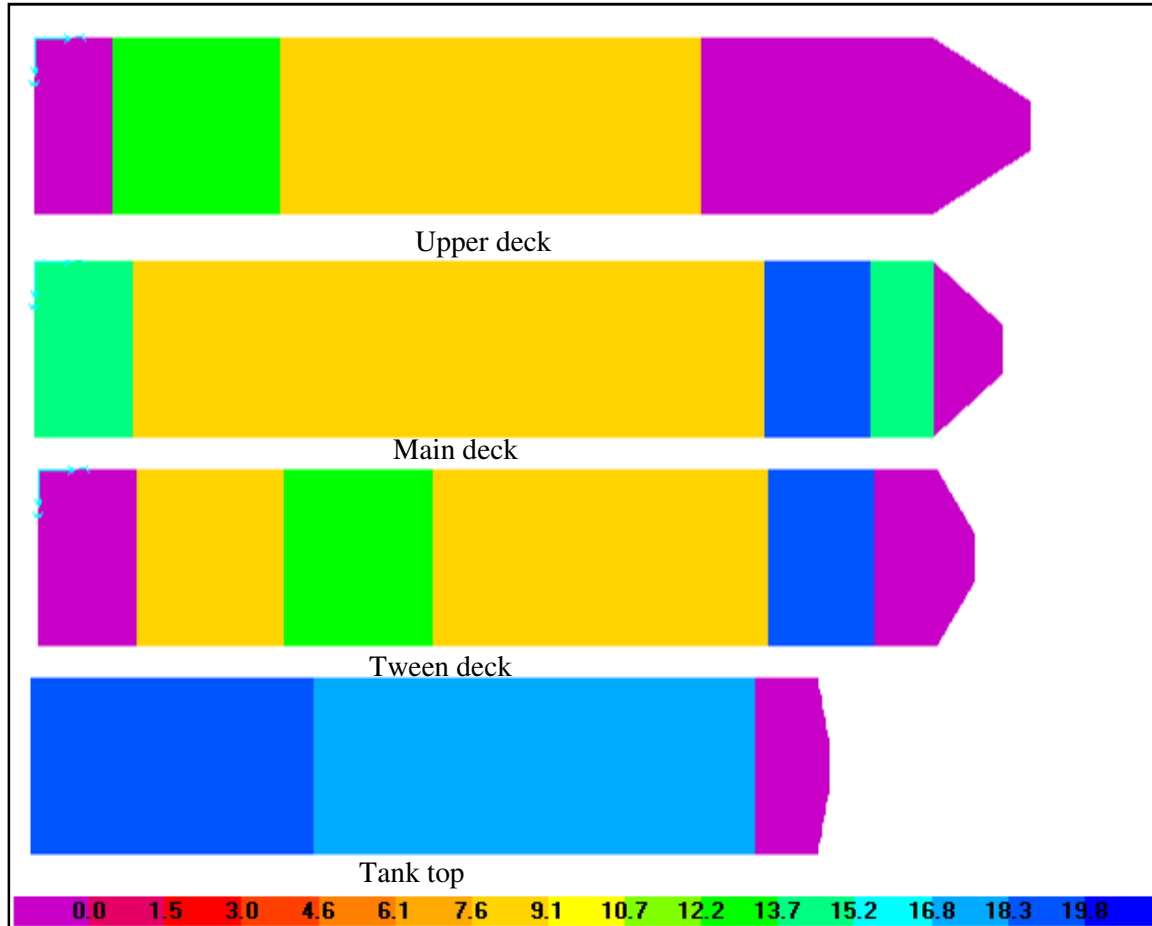 Upper deck
Main deck
Tween deck
Tank top
0.0 1.5 3.0 4.6 6.1 7.6 9.1 10.7 12.2 13.7 15.2 16.8 18.3 19.8